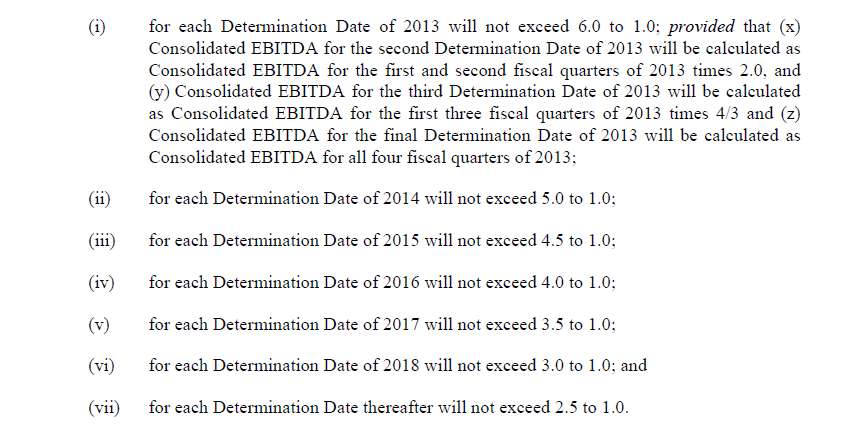 (i) for each Determination Date of 2013 will not exceed 6.0 to 1.0; provided that (x)
Consolidated EBITDA for the second Determination Date of 2013 will be calculated as
Consolidated EBITDA for the first and second fiscal quarters of 2013 times 2.0, and
(y) Consolidated EBITDA for the third Determination Date of 2013 will be calculated
as Consolidated EBITDA for the first three fiscal quarters of 2013 times 4/3 and (z)
Consolidated EBITDA for the final Determination Date of 2013 will be calculated as
Consolidated EBITDA for all four fiscal quarters of 2013;
(ii) for each Determination Date of 2014 will not exceed 5.0 to 1.0;
(iii) for each Determination Date of 2015 will not exceed 4.5 to 1.0;
(iv) for each Determination Date of 2016 will not exceed 4.0 to 1.0;
(v) for each Determination Date of 2017 will not exceed 3.5 to 1.0;
(vi) for each Determination Date of 2018 will not exceed 3.0 to 1.0; and
(vii) for each Determination Date thereafter will not exceed 2.5 to 1.0.